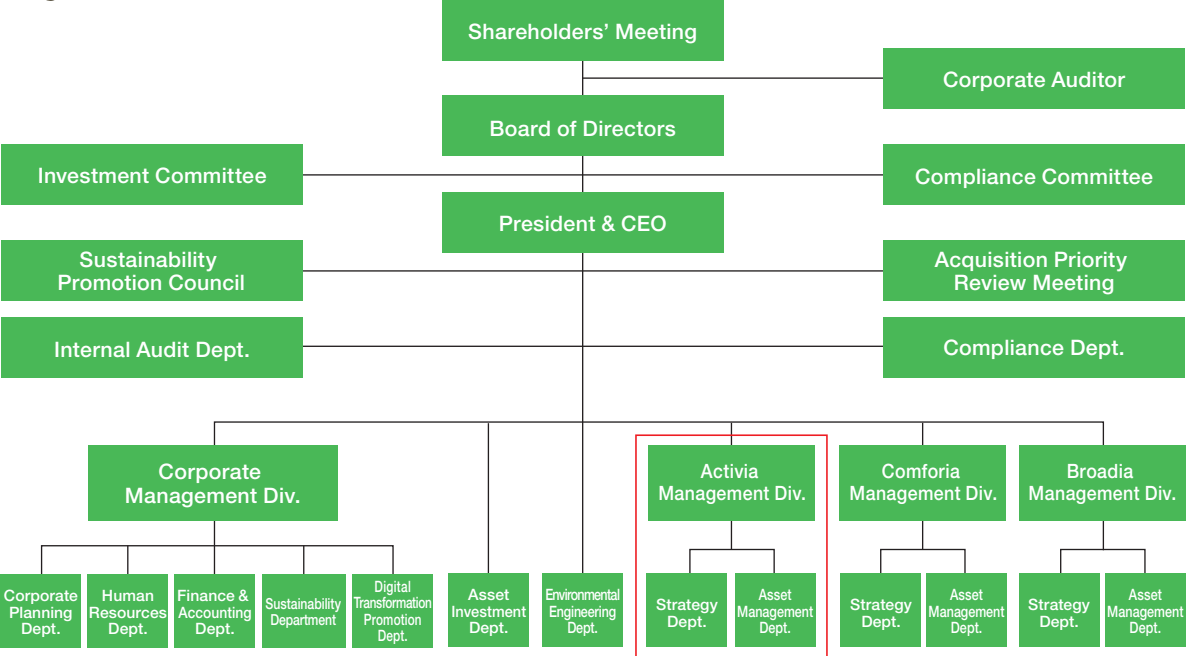 Shareholders' Meeting
Corporate Auditor
Board of Directors
Investment Committee
Compliance Committee
President & CEO
Sustainability
Promotion Council
Acquisition Priority
Review Meeting
Internal Audit Dept.
Compliance Dept.
Corporate
Management Div.
Activia
Management Div.
Comforia
Management Div.
Broadia
Management Div.
Corporate
Planning
Dept.
Human
Resources
Dept.
Finance &
Accounting
Dept.
Sustainability
Department
Digital
Transformation
Promotion
Dept.
Asset
Investment
Dept.
Environmental
Engineering
Dept.
Strategy
Dept.
Asset
Management
Dept.
Strategy
Dept.
Asset
Management
Dept.
Strategy
Dept.
Asset
Management
Dept.